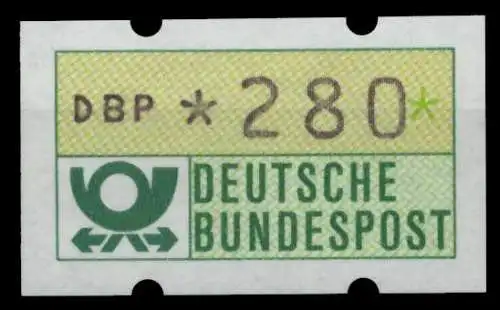 DBP *280*
DEUTSCHE
BUNDESPOST